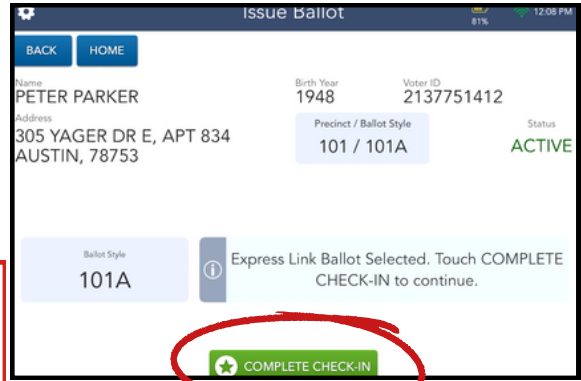 Issue Ballot
81%
12:08 PM
BACK
HOME
Name
PETER PARKER
Birth Year
1948
Voter ID
2137751412
Address
305 YAGER DR E, APT 834
AUSTIN, 78753
Precinct / Ballot Style
101 / 101A
Status
ACTIVE
Ballot Style
101A
Express Link Ballot Selected. Touch COMPLETE
CHECK-IN to continue.
COMPLETE CHECK-IN